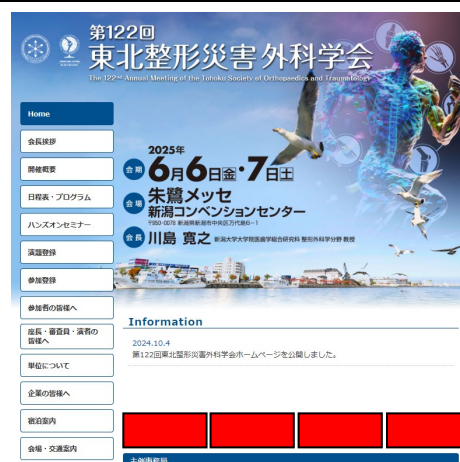 第122回
東北整形災害外科学会
The 122nd Annual Meeting of the Tohoku Society of Orthopaedics and Traumatology
Home
会長挨拶
開催概要
日程表・プログラム
ハンズオンセミナー
演題登録
参加登録
参加者の皆様へ
座長・審査員・演者の
皆様へ
単位について
企業の皆様へ
宿泊案内
会場・交通案内
2025年
会期 6月6日金・7日土
会場 朱鷺メッセ
新潟コンベンションセンター
〒950-0078 新潟県新潟市中央区万代島6−1
会長 川島 寛之 新潟大学大学院医歯学総合研究科 整形外科学分野 教授
Information
2024.10.4
第122回東北整形災害外科学会ホームページを公開しました。
主催事務局